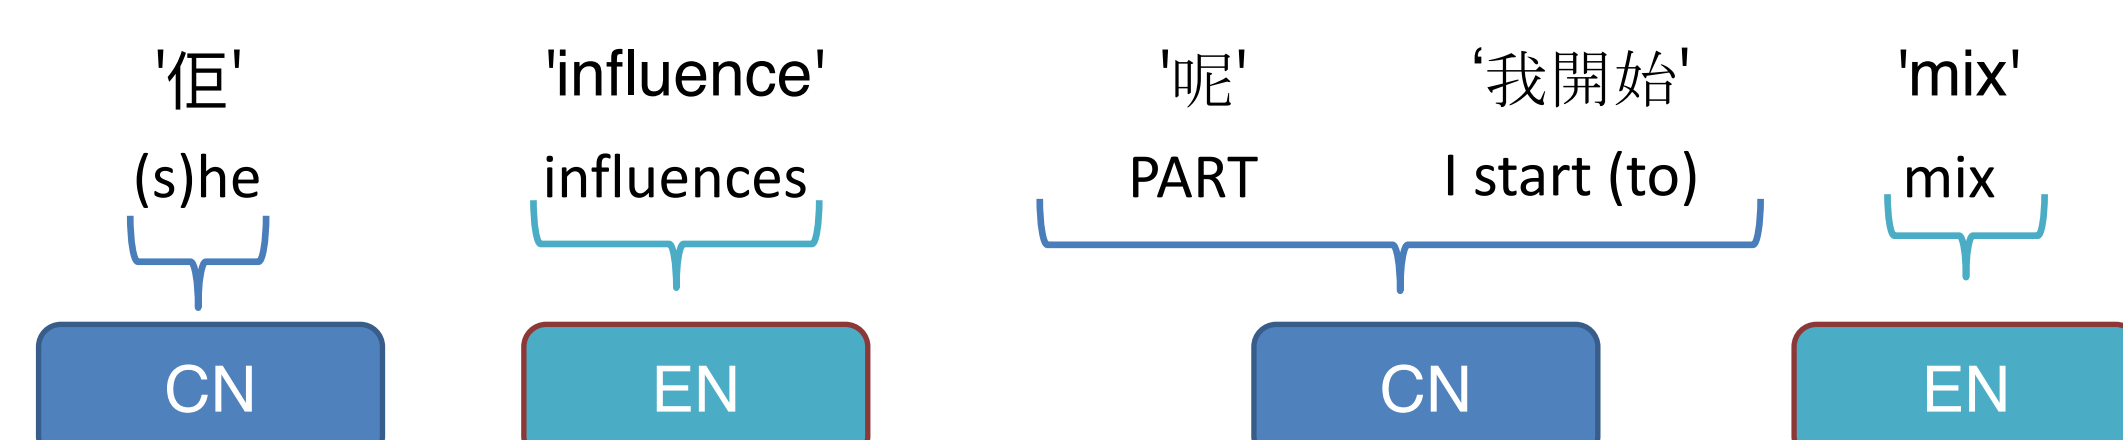 '佢' 'influence' '呢' ‘我開始' 'mix'
(s)he influences PART I start (to) mix
CN EN CN EN